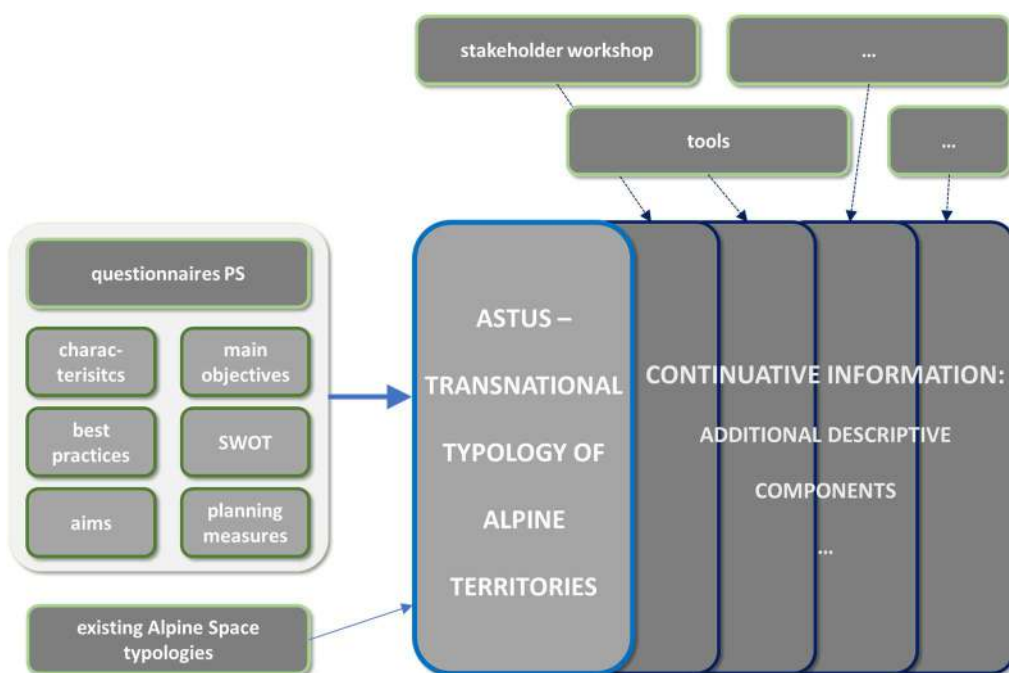 stakeholder workshop
…
tools
…
questionnaires PS
charac-
terisitcs
main
objectives
best
practices
SWOT
aims
planning
measures
existing Alpine Space
typologies
ASTUS –
TRANSNATIONAL
TYPOLOGY OF
ALPINE
TERRITORIES
CONTINUATIVE INFORMATION:
ADDITIONAL DESCRIPTIVE
COMPONENTS
…